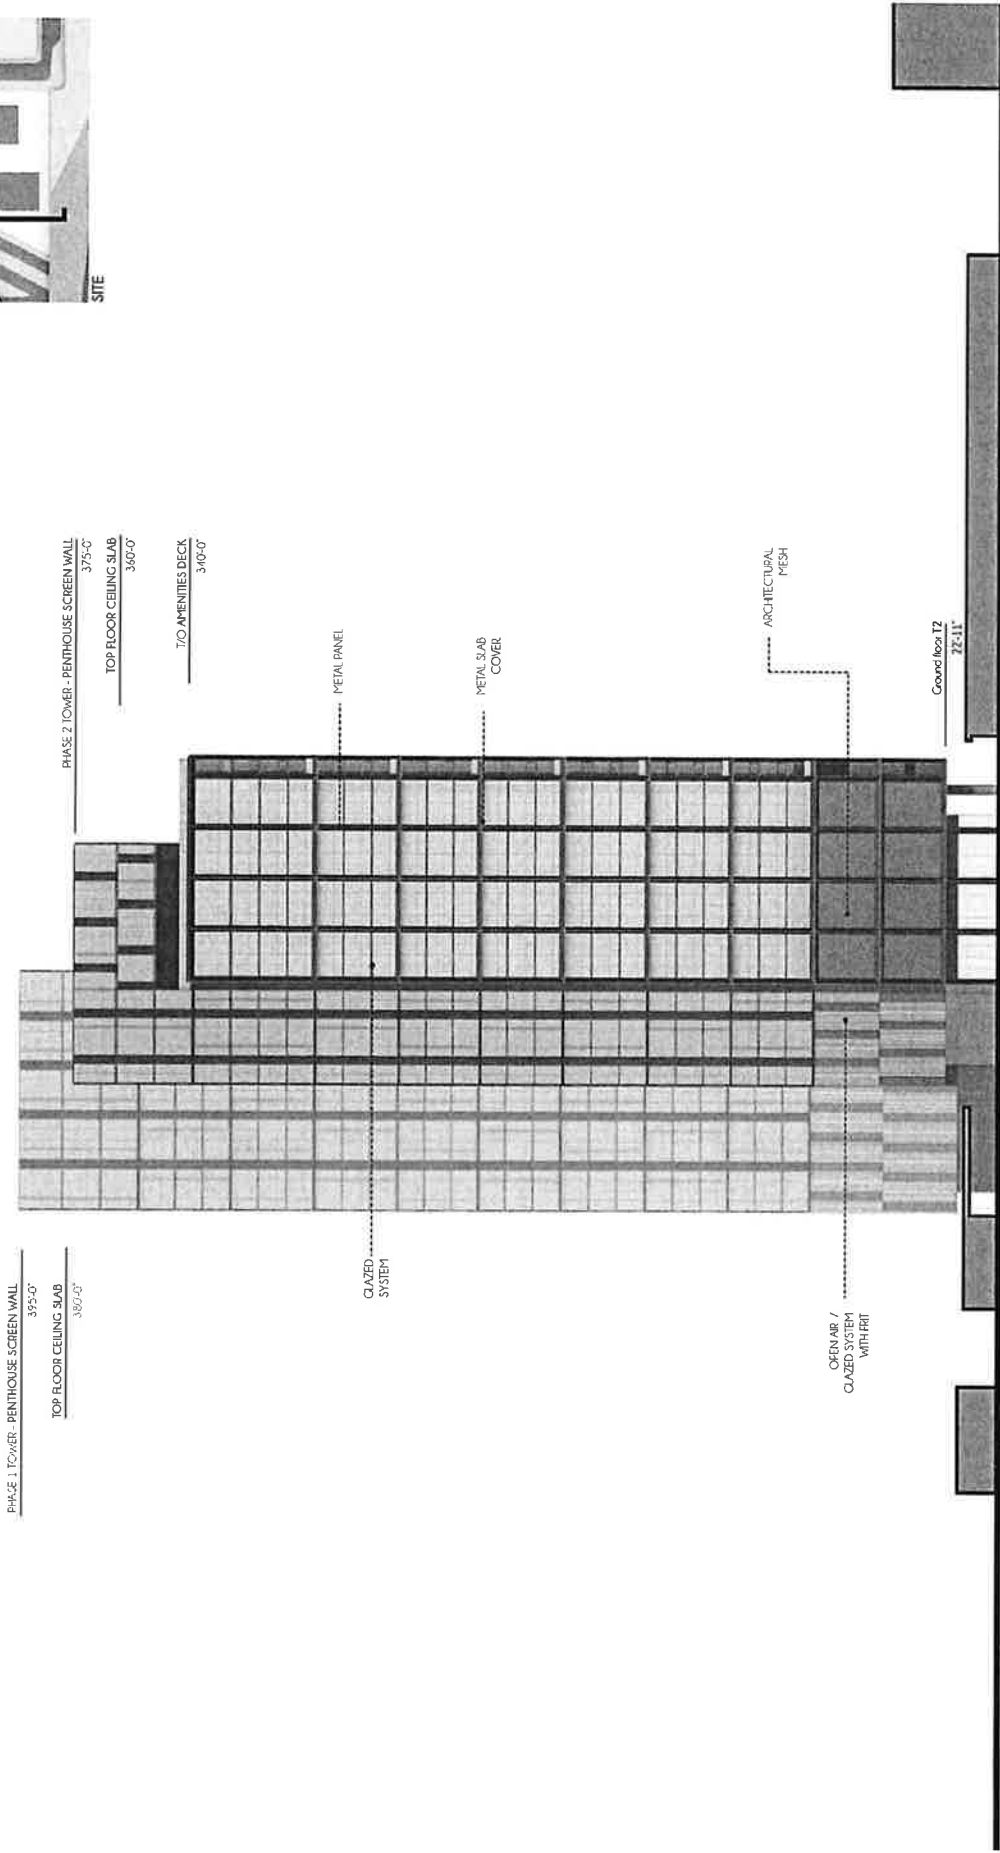 SITE
PHASE 1 TOWER - PENTHOUSE SCREEN WALL
395'-0"
TOP FLOOR CEILING SLAB
380'-0"
PHASE 2 TOWER - PENTHOUSE SCREEN WALL
375'-0"
TOP FLOOR CEILING SLAB
360'-0"
T/O AMENITIES DECK
340'-0"
METAL PANEL
METAL SLAB
COVER
ARCHITECTURAL
MESH
Ground floor T2
22'-11"
GLAZED
SYSTEM
OPEN AIR /
GLAZED SYSTEM
WITH FRIT